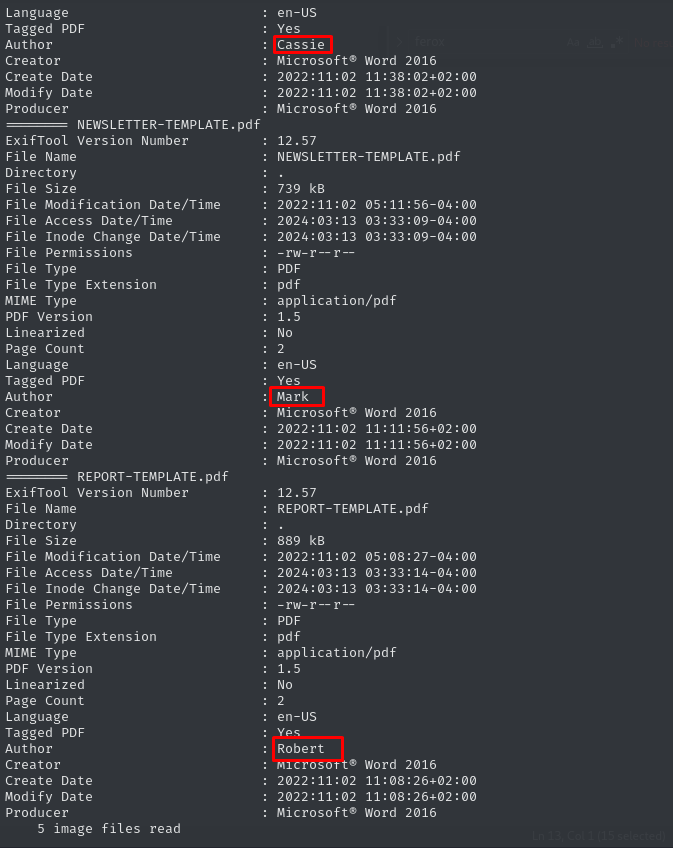 Language : en-US
Tagged PDF : Yes
Author : Cassie
Creator : Microsoft® Word 2016
Create Date : 2022:11:02 11:38:02+02:00
Modify Date : 2022:11:02 11:38:02+02:00
Producer : Microsoft® Word 2016
======== NEWSLETTER-TEMPLATE.pdf
ExifTool Version Number : 12.57
File Name : NEWSLETTER-TEMPLATE.pdf
Directory : .
File Size : 739 kB
File Modification Date/Time : 2022:11:02 05:11:56-04:00
File Access Date/Time : 2024:03:13 03:33:09-04:00
File Inode Change Date/Time : 2024:03:13 03:33:09-04:00
File Permissions : -rw-r--r--
File Type : PDF
File Type Extension : pdf
MIME Type : application/pdf
PDF Version : 1.5
Linearized : No
Page Count : 2
Language : en-US
Tagged PDF : Yes
Author : Mark
Creator : Microsoft® Word 2016
Create Date : 2022:11:02 11:11:56+02:00
Modify Date : 2022:11:02 11:11:56+02:00
Producer : Microsoft® Word 2016
======== REPORT-TEMPLATE.pdf
ExifTool Version Number : 12.57
File Name : REPORT-TEMPLATE.pdf
Directory : .
File Size : 889 kB
File Modification Date/Time : 2022:11:02 05:08:27-04:00
File Access Date/Time : 2024:03:13 03:33:14-04:00
File Inode Change Date/Time : 2024:03:13 03:33:14-04:00
File Permissions : -rw-r--r--
File Type : PDF
File Type Extension : pdf
MIME Type : application/pdf
PDF Version : 1.5
Linearized : No
Page Count : 2
Language : en-US
Tagged PDF : Yes
Author : Robert
Creator : Microsoft® Word 2016
Create Date : 2022:11:02 11:08:26+02:00
Modify Date : 2022:11:02 11:08:26+02:00
Producer : Microsoft® Word 2016
5 image files read
Ln 13, Col 1 (15 selected)